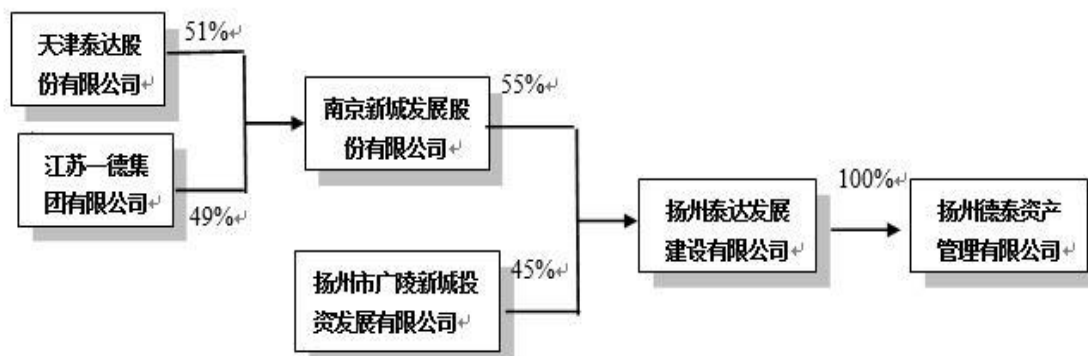 天津泰达股
份有限公司
51%
江苏一德集
团有限公司
49%
南京新城发展股
份有限公司
55%
扬州市广陵新城投
资发展有限公司
45%
扬州泰达发展
建设有限公司
100%
扬州德泰资产
管理有限公司